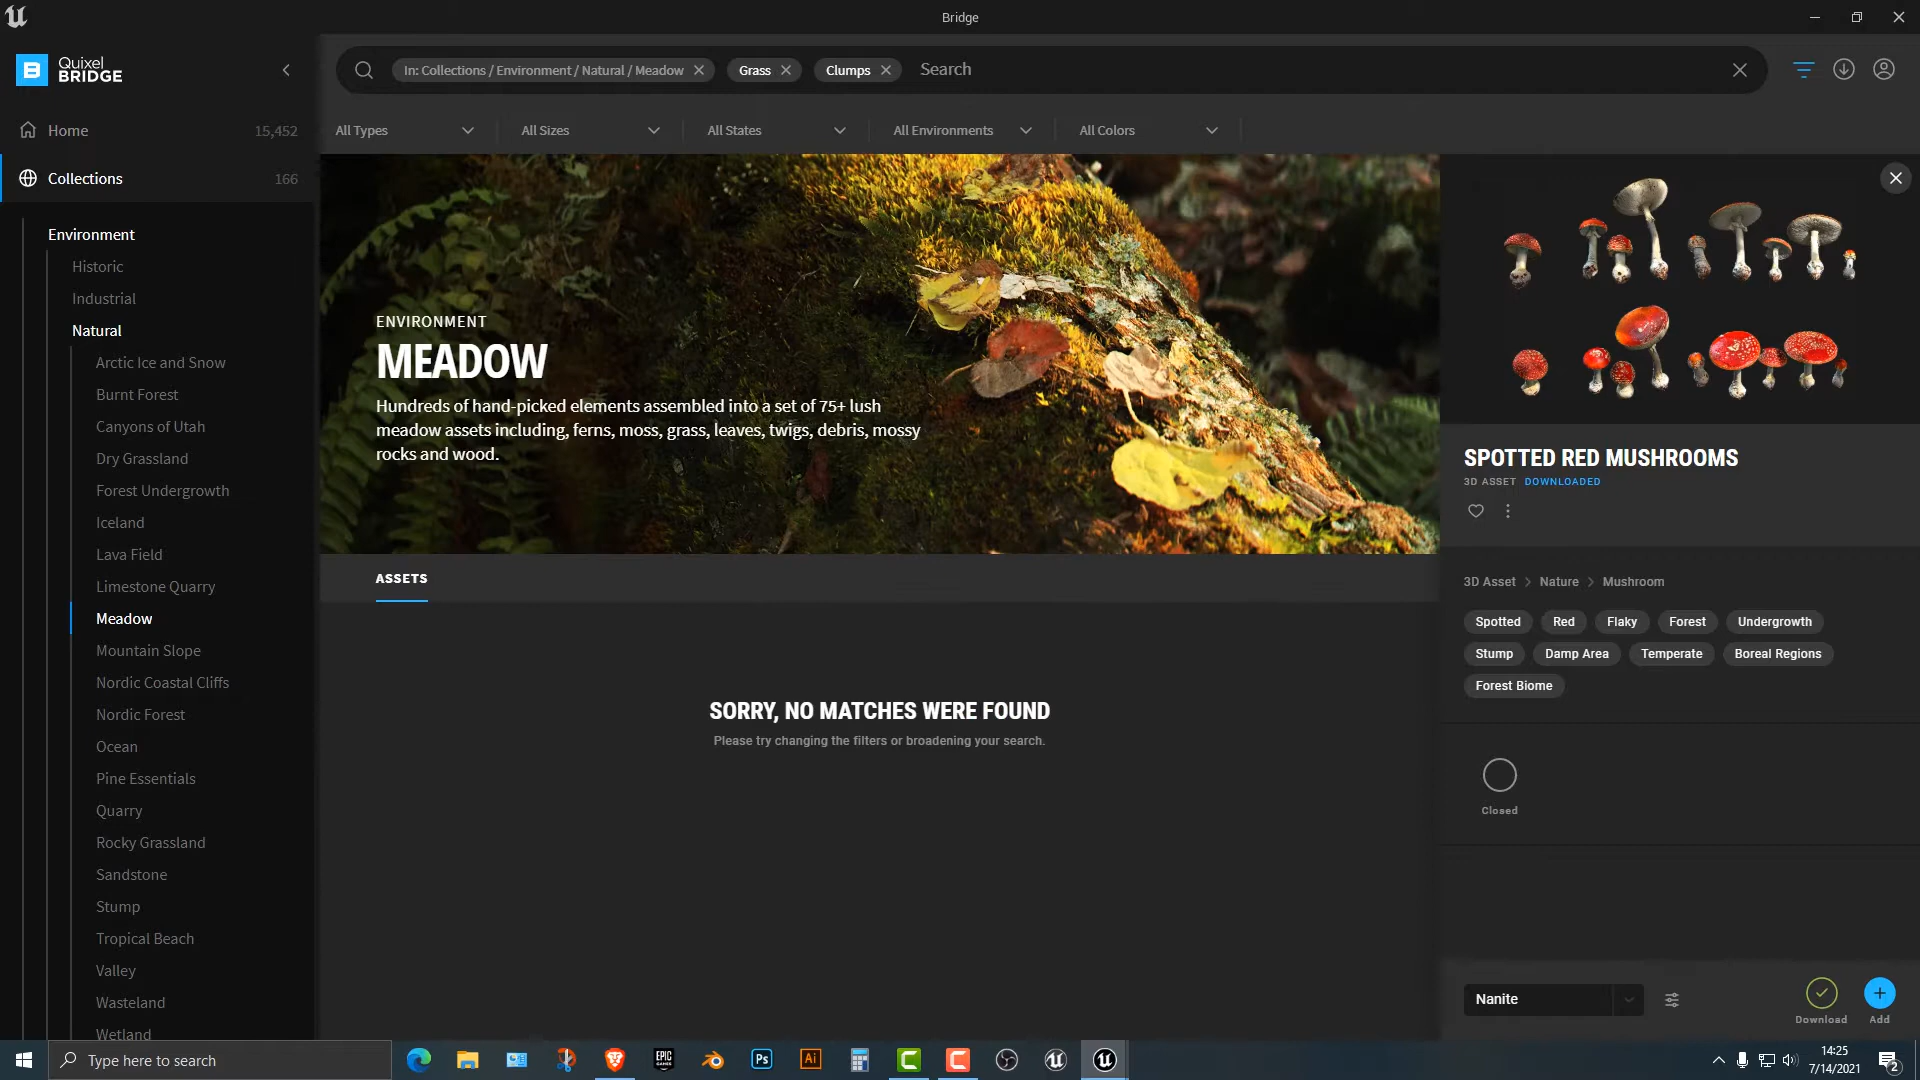 Bridge
Quixel
BRIDGE
In: Collections / Environment / Natural / Meadow
Grass
Clumps
Search
Home
15,452
All Types
All Sizes
All States
All Environments
All Colors
Collections
166
Environment
Historic
Industrial
Natural
Arctic Ice and Snow
Burnt Forest
Canyons of Utah
Dry Grassland
Forest Undergrowth
Iceland
Lava Field
Limestone Quarry
Meadow
Mountain Slope
Nordic Coastal Cliffs
Nordic Forest
Ocean
Pine Essentials
Quarry
Rocky Grassland
Sandstone
Stump
Tropical Beach
Valley
Wasteland
Wetland
ENVIRONMENT
MEADOW
Hundreds of hand-picked elements assembled into a set of 75+ lush
meadow assets including, ferns, moss, grass, leaves, twigs, debris, mossy
rocks and wood.
ASSETS
SORRY, NO MATCHES WERE FOUND
Please try changing the filters or broadening your search.
SPOTTED RED MUSHROOMS
3D ASSET DOWNLOADED
3D Asset > Nature > Mushroom
Spotted
Red
Flaky
Forest
Undergrowth
Stump
Damp Area
Temperate
Boreal Regions
Forest Biome
Closed
Nanite
Download
Add
Type here to search
EPIC
GAMES
Ps
Ai
14:25
7/14/2021
2